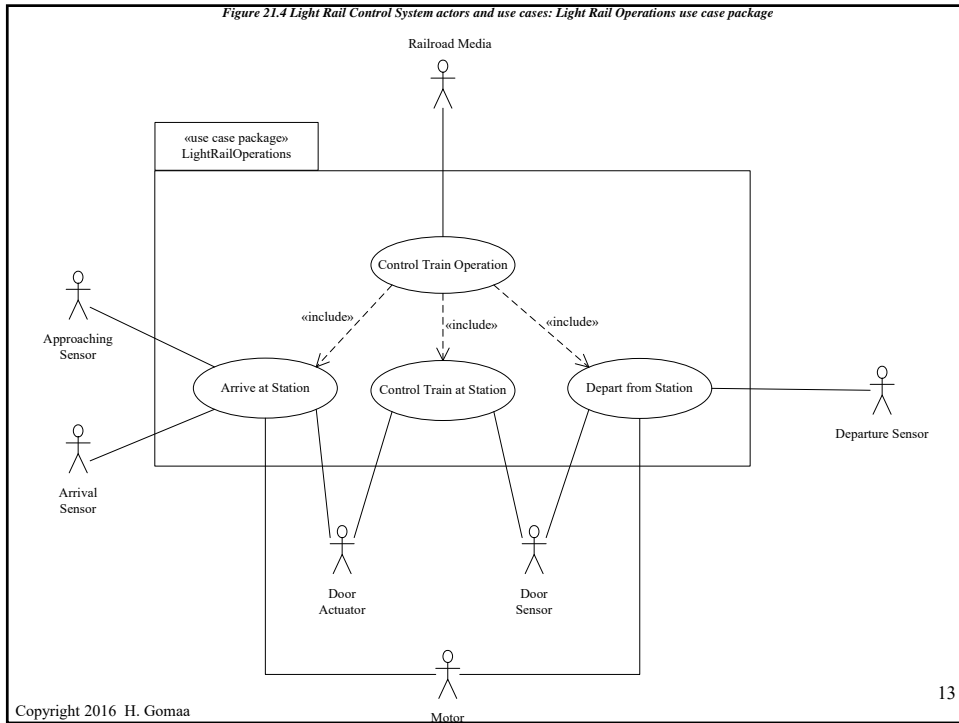 Figure 21.4 Light Rail Control System actors and use cases: Light Rail Operations use case package
Railroad Media
«use case package»
LightRailOperations
Control Train Operation
«include»
«include»
«include»
Approaching
Sensor
Arrive at Station
Control Train at Station
Depart from Station
Departure Sensor
Arrival
Sensor
Door
Actuator
Door
Sensor
Motor
13
Copyright 2016 H. Gomaa